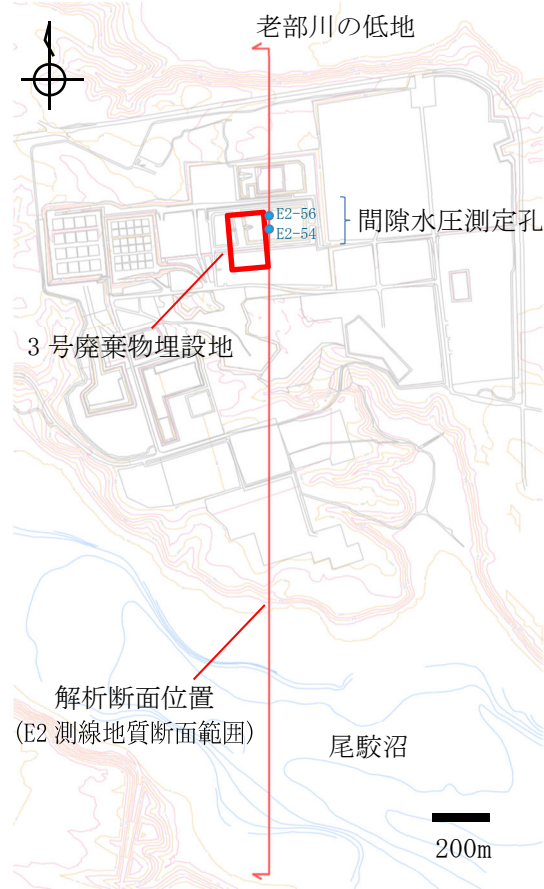 老部川の低地
E2-56
E2-54
間隙水圧測定孔
3 号廃棄物埋設地
解析断面位置
(E2 測線地質断面範囲)
尾駮沼
200m